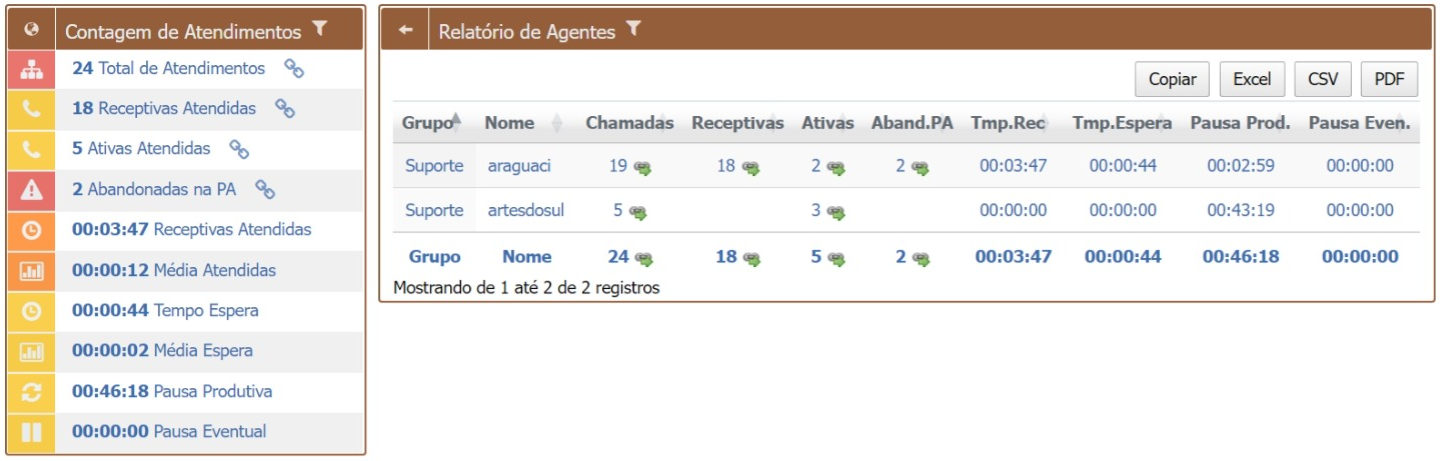 Contagem de Atendimentos
24 Total de Atendimentos
18 Receptivas Atendidas
5 Ativas Atendidas
2 Abandonadas na PA
00:03:47 Receptivas Atendidas
00:00:12 Média Atendidas
00:00:44 Tempo Espera
00:00:02 Média Espera
00:46:18 Pausa Produtiva
00:00:00 Pausa Eventual
Relatório de Agentes
Copiar Excel CSV PDF
Grupo Nome Chamadas Receptivas Ativas Aband.PA Tmp.Rec Tmp.Espera Pausa Prod. Pausa Even.
Suporte araguaci 19 18 2 2 00:03:47 00:00:44 00:02:59 00:00:00
Suporte artesdosul 5 3 00:00:00 00:00:00 00:43:19 00:00:00
Grupo Nome 24 18 5 2 00:03:47 00:00:44 00:46:18 00:00:00
Mostrando de 1 até 2 de 2 registros